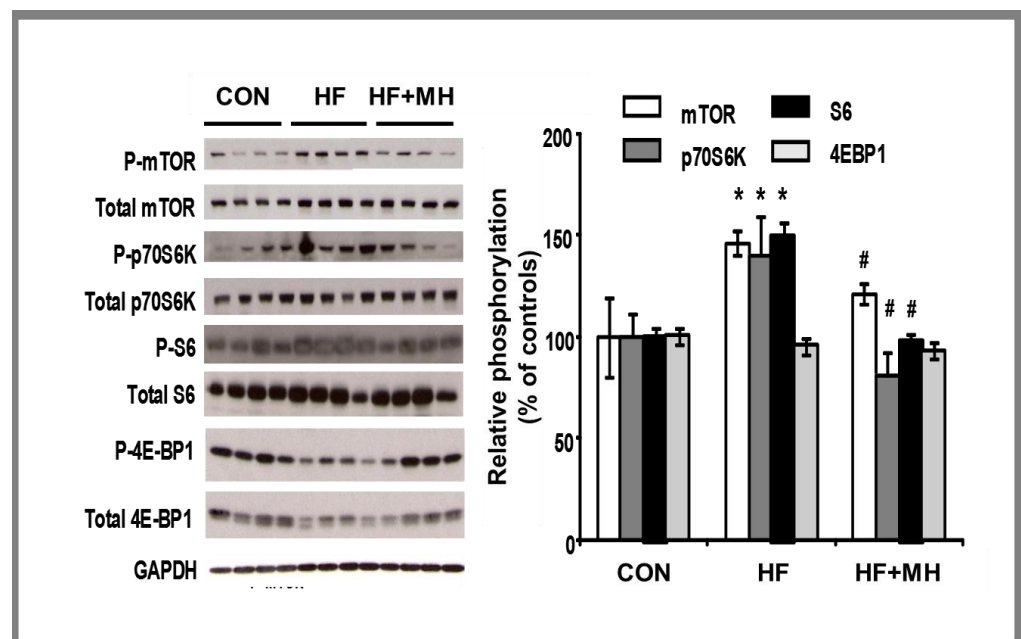 CON HF HF+MH
P-mTOR
Total mTOR
P-p70S6K
Total p70S6K
P-S6
Total S6
P-4E-BP1
Total 4E-BP1
GAPDH
mTOR S6
p70S6K 4EBP1
Relative phosphorylation
(% of controls)
200
150
100
50
0
* * *
#
# #
CON HF HF+MH